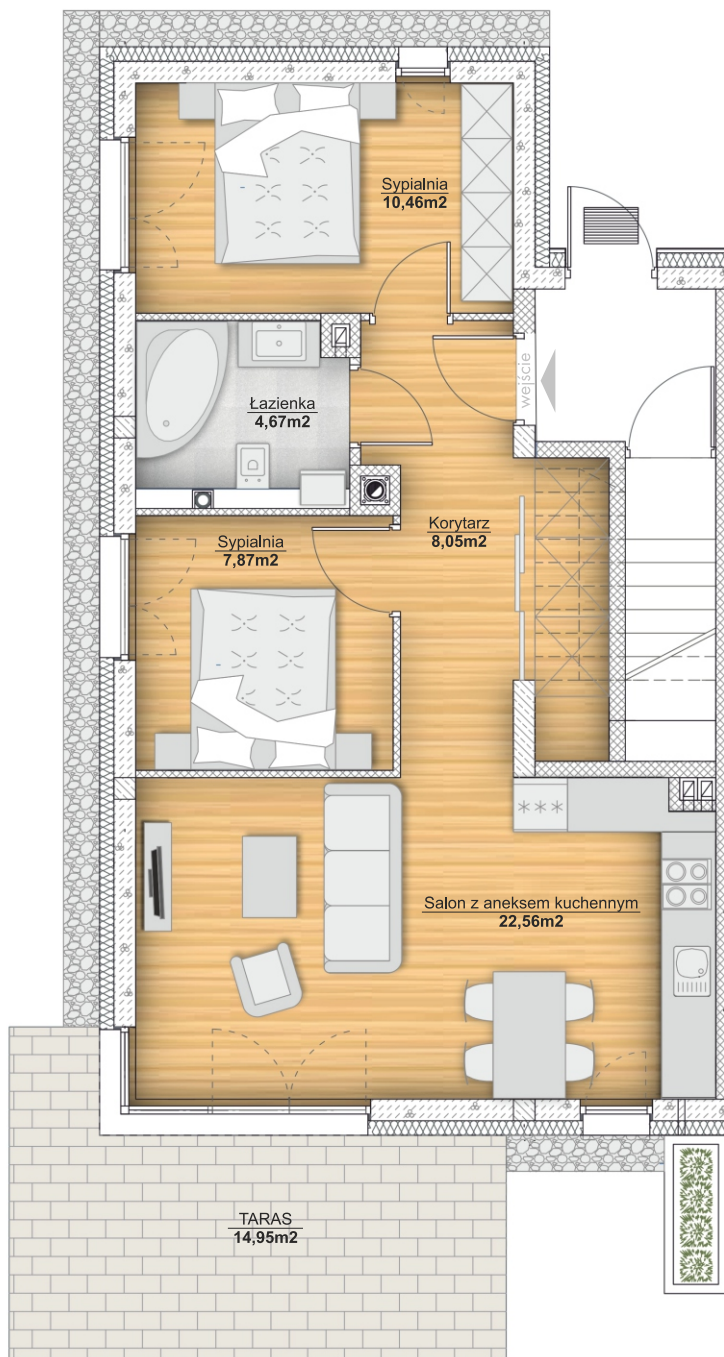 Sypialnia
10,46m2
wejście
Łazienka
4,67m2
Korytarz
8,05m2
Sypialnia
7,87m2
Salon z aneksem kuchennym
22,56m2
TARAS
14,95m2